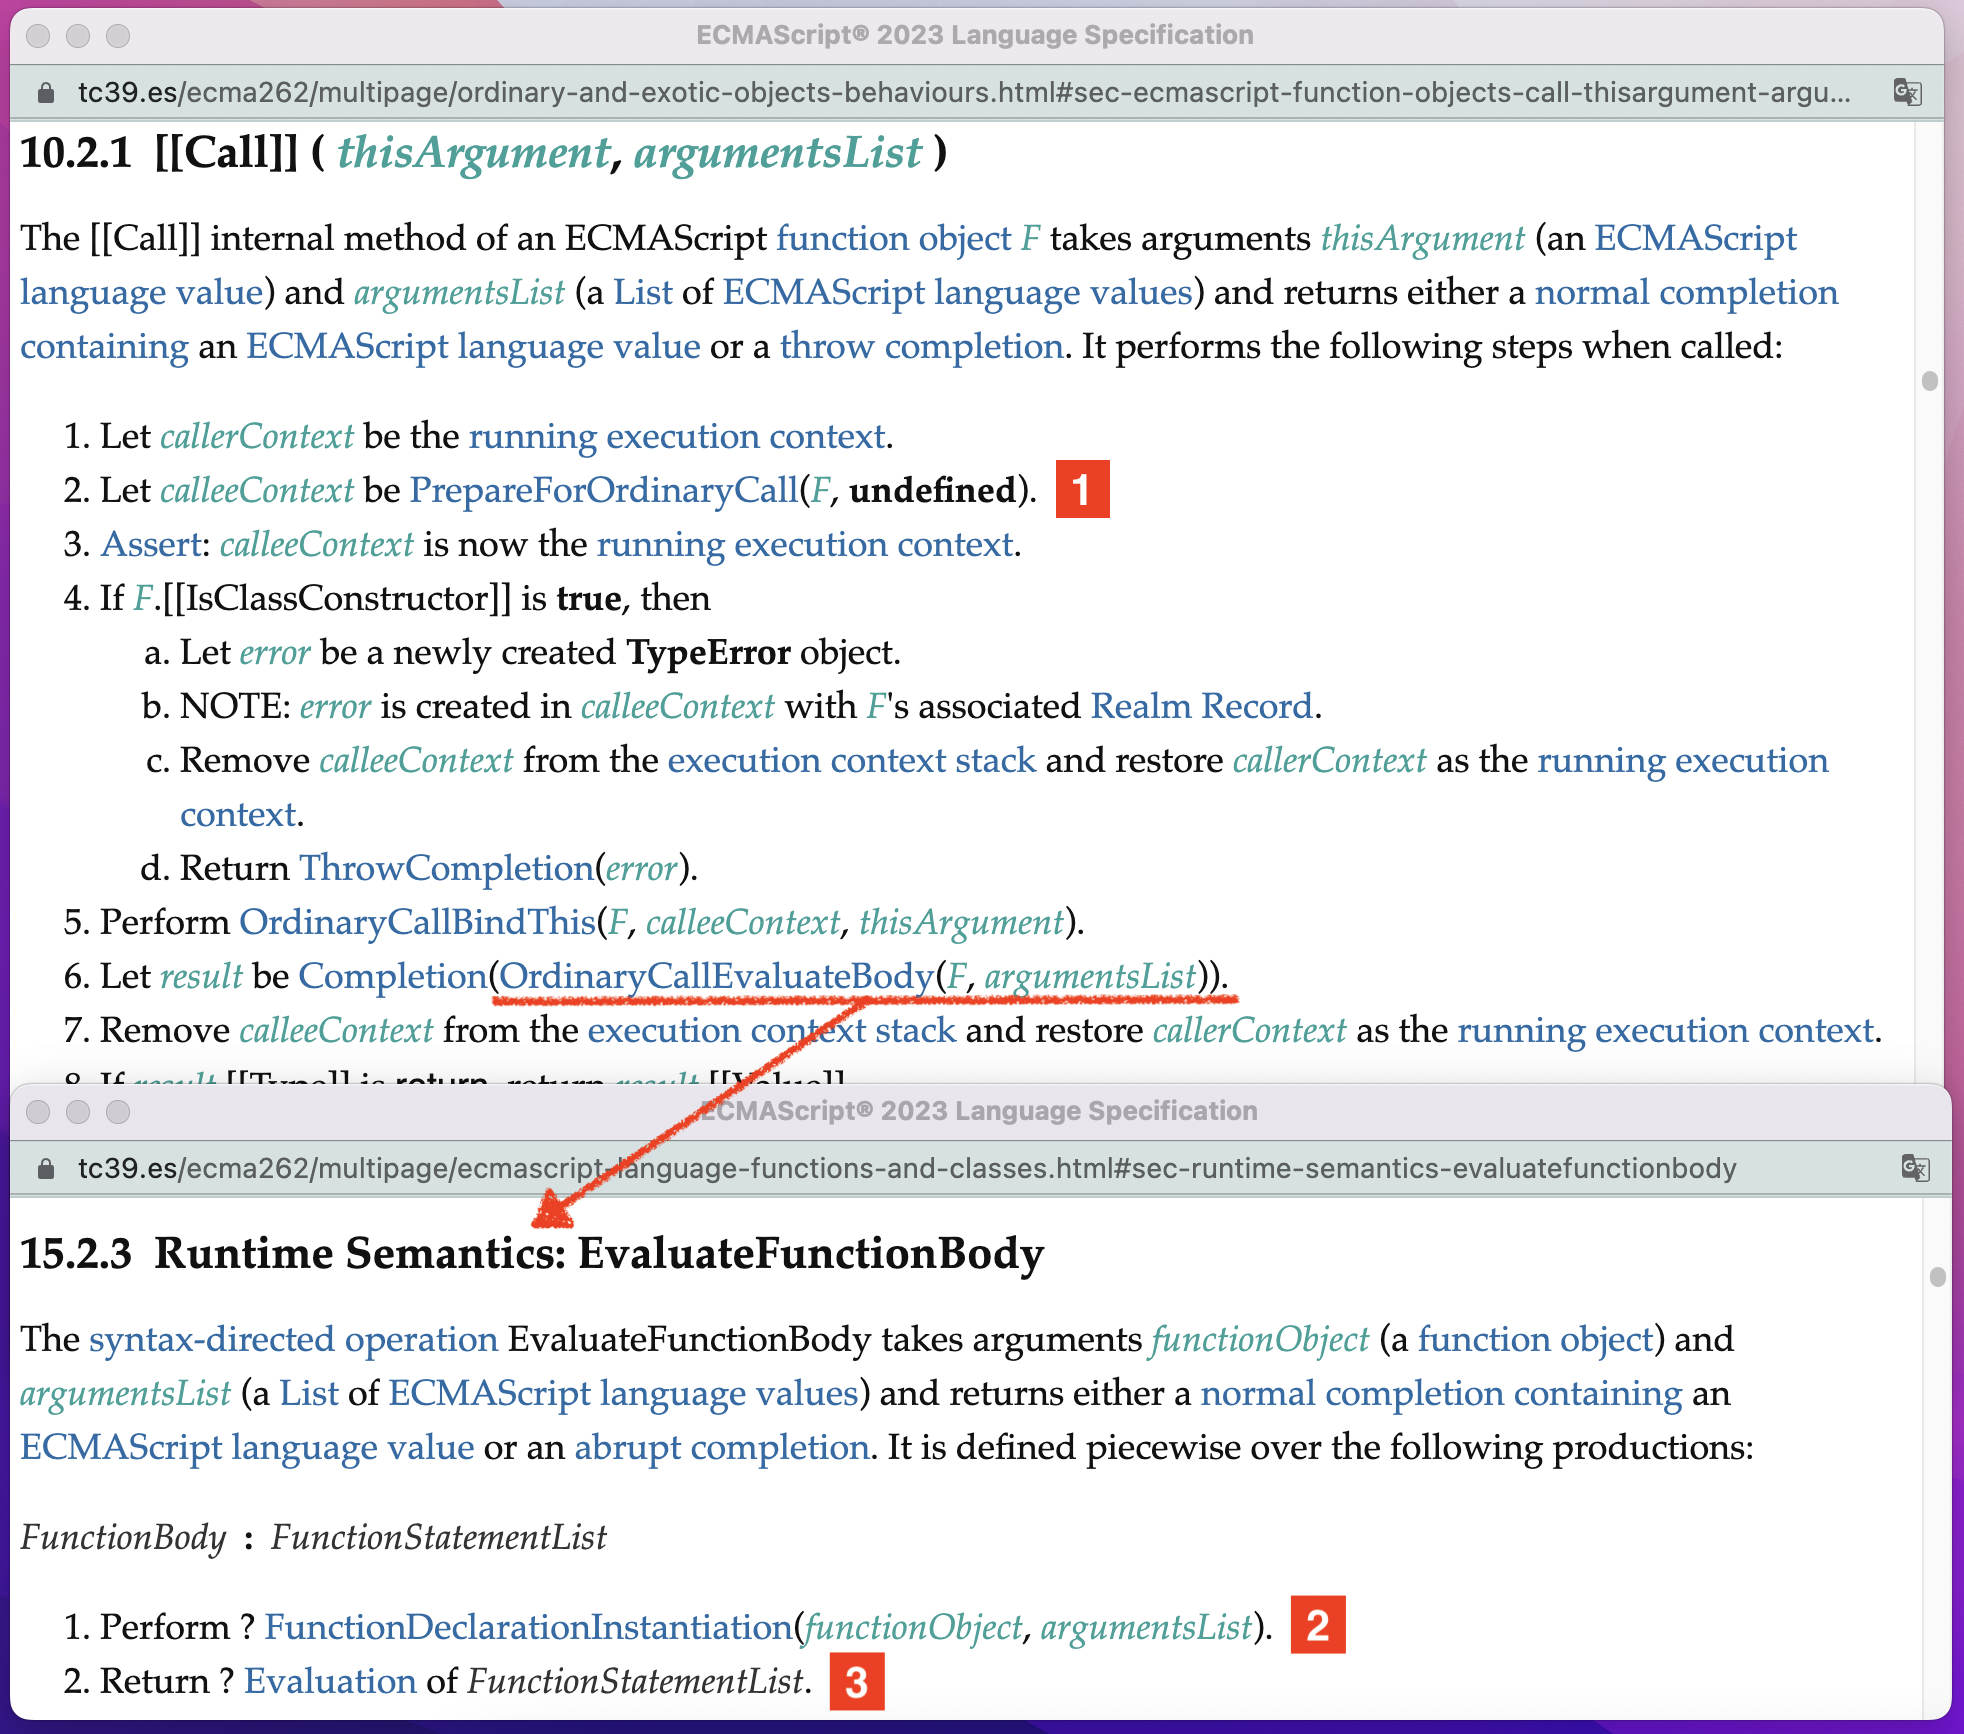 ECMAScript® 2023 Language Specification
tc39.es/ecma262/multipage/ordinary-and-exotic-objects-behaviours.html#sec-ecmascript-function-objects-call-thisargument-argu...
10.2.1 [[Call]] ( thisArgument, argumentsList )
The [[Call]] internal method of an ECMAScript function object F takes arguments thisArgument (an ECMAScript
language value) and argumentsList (a List of ECMAScript language values) and returns either a normal completion
containing an ECMAScript language value or a throw completion. It performs the following steps when called:
1. Let callerContext be the running execution context.
2. Let calleeContext be PrepareForOrdinaryCall(F, undefined). 1
3. Assert: calleeContext is now the running execution context.
4. If F.[[IsClassConstructor]] is true, then
a. Let error be a newly created TypeError object.
b. NOTE: error is created in calleeContext with F's associated Realm Record.
c. Remove calleeContext from the execution context stack and restore callerContext as the running execution
context.
d. Return ThrowCompletion(error).
5. Perform OrdinaryCallBindThis(F, calleeContext, thisArgument).
6. Let result be Completion(OrdinaryCallEvaluateBody(F, argumentsList)).
7. Remove calleeContext from the execution context stack and restore callerContext as the running execution context.
8. If result.[[Type]] is return, return result.[[Value]].
ECMAScript® 2023 Language Specification
tc39.es/ecma262/multipage/ecmascript-language-functions-and-classes.html#sec-runtime-semantics-evaluatefunctionbody
15.2.3 Runtime Semantics: EvaluateFunctionBody
The syntax-directed operation EvaluateFunctionBody takes arguments functionObject (a function object) and
argumentsList (a List of ECMAScript language values) and returns either a normal completion containing an
ECMAScript language value or an abrupt completion. It is defined piecewise over the following productions:
FunctionBody : FunctionStatementList
1. Perform ? FunctionDeclarationInstantiation(functionObject, argumentsList). 2
2. Return ? Evaluation of FunctionStatementList. 3